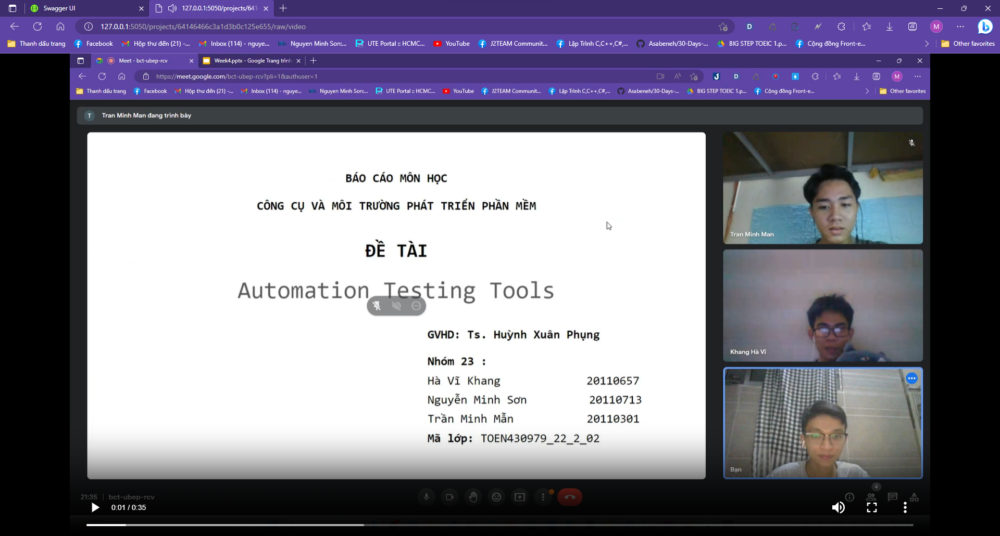 Swagger UI
127.0.0.1:5050/projects/641
127.0.0.1:5050/projects/64146466c3a1d3b0c125e655/raw/video
Thanh dấu trang
Facebook
Hộp thư đến (21) -...
Inbox (114) - nguye...
Nguyen Minh Son:...
UTE Portal :: HCMC...
YouTube
J2TEAM Communit...
Lập Trình C,C++,C#,...
Asabeneh/30-Days-...
BIG STEP TOEIC 1.p...
Cộng đồng Front-e...
Other favorites
Meet - bct-ubep-rcv
Week4.pptx - Google Trang trình
https://meet.google.com/bct-ubep-rcv?pli=1&authuser=1
Thanh dấu trang
Facebook
Hộp thư đến (21) -...
Inbox (114) - nguye...
Nguyen Minh Son:...
UTE Portal :: HCMC...
YouTube
J2TEAM Communit...
Lập Trình C,C++,C#,...
Asabeneh/30-Days-...
BIG STEP TOEIC 1.p...
Cộng đồng Front-e...
Other favorites
T Tran Minh Man đang trình bày
BÁO CÁO MÔN HỌC
CÔNG CỤ VÀ MÔI TRƯỜNG PHÁT TRIỂN PHẦN MỀM
ĐỀ TÀI
Automation Testing Tools
GVHD: Ts. Huỳnh Xuân Phụng
Nhóm 23 :
Hà Vĩ Khang 20110657
Nguyễn Minh Sơn 20110713
Trần Minh Mẫn 20110301
Mã lớp: TOEN430979_22_2_02
Tran Minh Man
Khang Hà Vĩ
Bạn
21:35 bct-ubep-rcv
4
0:01 / 0:35